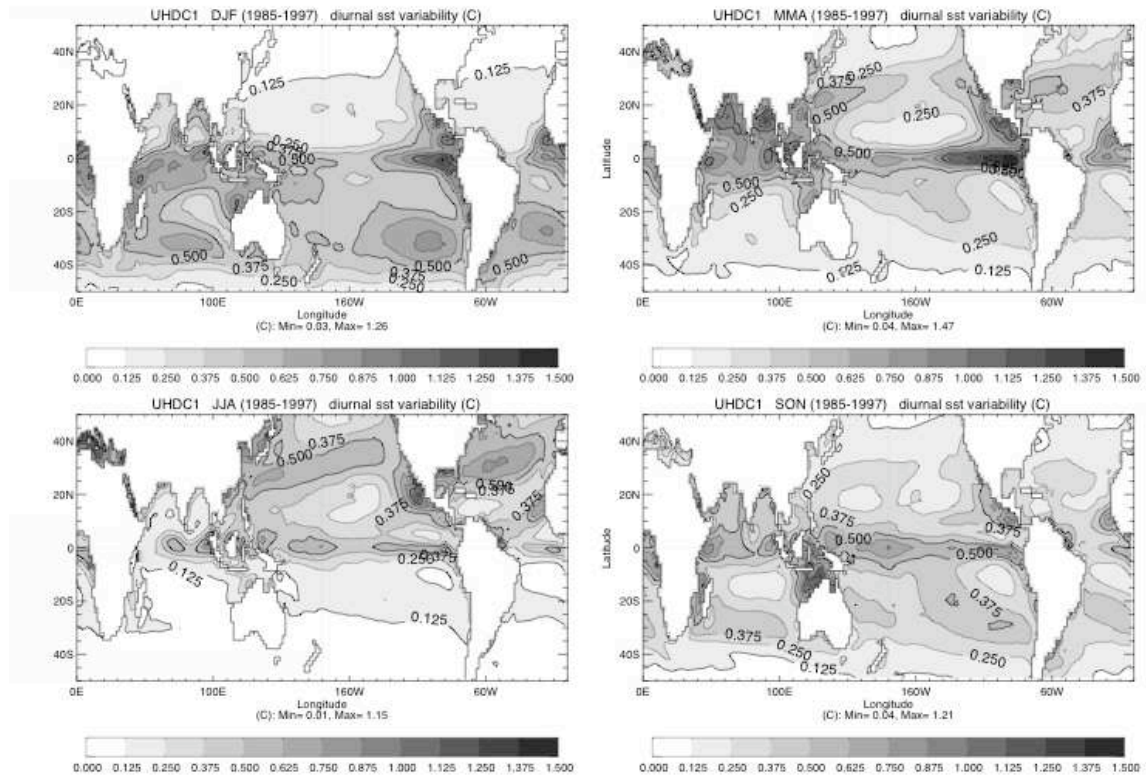 UHDC1 DJF (1985-1997) diurnal sst variability (C)
40N
20N
0
20S
40S
0.125
0.250
0.375
0.500
0.500
0.375
0.250
0.500
0.375
0.250
0.500
0E 100E 160W 60W
Longitude
(C): Min= 0.03, Max= 1.26
0.000 0.125 0.250 0.375 0.500 0.625 0.750 0.875 1.000 1.125 1.250 1.375 1.500
UHDC1 MMA (1985-1997) diurnal sst variability (C)
Latitude
40N
20N
0
20S
40S
0.375
0.250
0.500
0.250
0.375
0.500
0.500
0.250
0.250
0.125
0.125
0E 100E 160W 60W
Longitude
(C): Min= 0.04, Max= 1.47
0.000 0.125 0.250 0.375 0.500 0.625 0.750 0.875 1.000 1.125 1.250 1.375 1.500
UHDC1 JJA (1985-1997) diurnal sst variability (C)
40N
20N
0
20S
40S
0.375
0.500
0.375
0.500
0.375
0.375
0.250
0.375
0.125
0.125
0E 100E 160W 60W
Longitude
(C): Min= 0.01, Max= 1.15
0.000 0.125 0.250 0.375 0.500 0.625 0.750 0.875 1.000 1.125 1.250 1.375 1.500
UHDC1 SON (1985-1997) diurnal sst variability (C)
Latitude
40N
20N
0
20S
40S
0.250
0.375
0.375
0.500
0.500
0.375
0.375
0.250
0.250
0.125
0.125
0E 100E 160W 60W
Longitude
(C): Min= 0.04, Max= 1.21
0.000 0.125 0.250 0.375 0.500 0.625 0.750 0.875 1.000 1.125 1.250 1.375 1.500